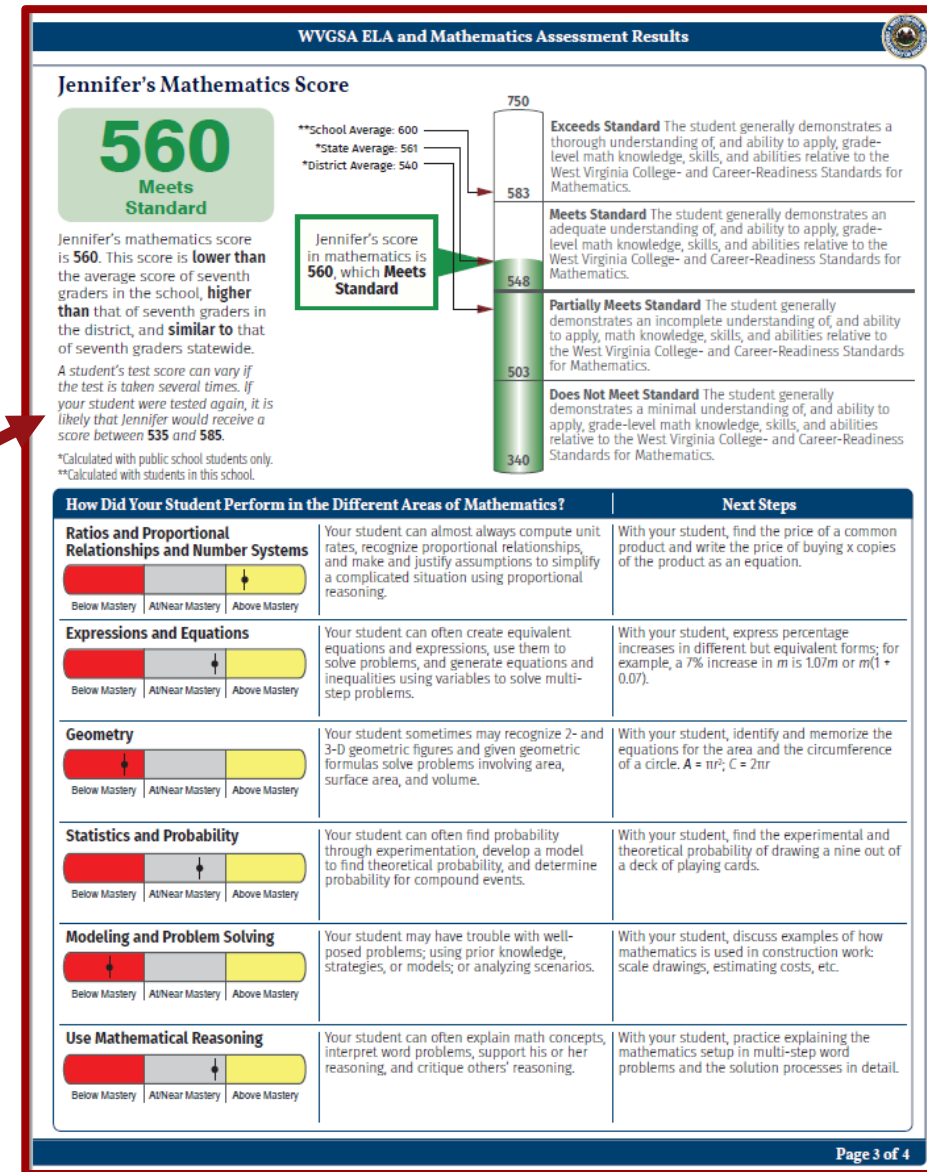 WVGSA ELA and Mathematics Assessment Results
Jennifer's Mathematics Score
560
Meets
Standard
Jennifer's mathematics score
is 560. This score is lower than
the average score of seventh
graders in the school, higher
than that of seventh graders in
the district, and similar to that
of seventh graders statewide.
A student's test score can vary if
the test is taken several times. If
your student were tested again, it is
likely that Jennifer would receive a
score between 535 and 585.
*Calculated with public school students only.
**Calculated with students in this school.
**School Average: 600
*State Average: 561
*District Average: 540
Jennifer's score
in mathematics is
560, which Meets
Standard
750
583
548
503
340
Exceeds Standard The student generally demonstrates a
thorough understanding of, and ability to apply, grade-
level math knowledge, skills, and abilities relative to the
West Virginia College- and Career-Readiness Standards for
Mathematics.
Meets Standard The student generally demonstrates an
adequate understanding of, and ability to apply, grade-
level math knowledge, skills, and abilities relative to the
West Virginia College- and Career-Readiness Standards for
Mathematics.
Partially Meets Standard The student generally
demonstrates an incomplete understanding of, and ability
to apply, math knowledge, skills, and abilities relative to
the West Virginia College- and Career-Readiness Standards
for Mathematics.
Does Not Meet Standard The student generally
demonstrates a minimal understanding of, and ability to
apply, grade-level math knowledge, skills, and abilities
relative to the West Virginia College- and Career-Readiness
Standards for Mathematics.
How Did Your Student Perform in the Different Areas of Mathematics?
Next Steps
Ratios and Proportional
Relationships and Number Systems
Below Mastery At/Near Mastery Above Mastery
Your student can almost always compute unit
rates, recognize proportional relationships,
and make and justify assumptions to simplify
a complicated situation using proportional
reasoning.
With your student, find the price of a common
product and write the price of buying x copies
of the product as an equation.
Expressions and Equations
Below Mastery At/Near Mastery Above Mastery
Your student can often create equivalent
equations and expressions, use them to
solve problems, and generate equations and
inequalities using variables to solve multi-
step problems.
With your student, express percentage
increases in different but equivalent forms; for
example, a 7% increase in m is 1.07m or m(1 +
0.07).
Geometry
Below Mastery At/Near Mastery Above Mastery
Your student sometimes may recognize 2- and
3-D geometric figures and given geometric
formulas solve problems involving area,
surface area, and volume.
With your student, identify and memorize the
equations for the area and the circumference
of a circle. A = πr²; C = 2πr
Statistics and Probability
Below Mastery At/Near Mastery Above Mastery
Your student can often find probability
through experimentation, develop a model
to find theoretical probability, and determine
probability for compound events.
With your student, find the experimental and
theoretical probability of drawing a nine out of
a deck of playing cards.
Modeling and Problem Solving
Below Mastery At/Near Mastery Above Mastery
Your student may have trouble with well-
posed problems; using prior knowledge,
strategies, or models; or analyzing scenarios.
With your student, discuss examples of how
mathematics is used in construction work:
scale drawings, estimating costs, etc.
Use Mathematical Reasoning
Below Mastery At/Near Mastery Above Mastery
Your student can often explain math concepts,
interpret word problems, support his or her
reasoning, and critique others' reasoning.
With your student, practice explaining the
mathematics setup in multi-step word
problems and the solution processes in detail.
Page 3 of 4